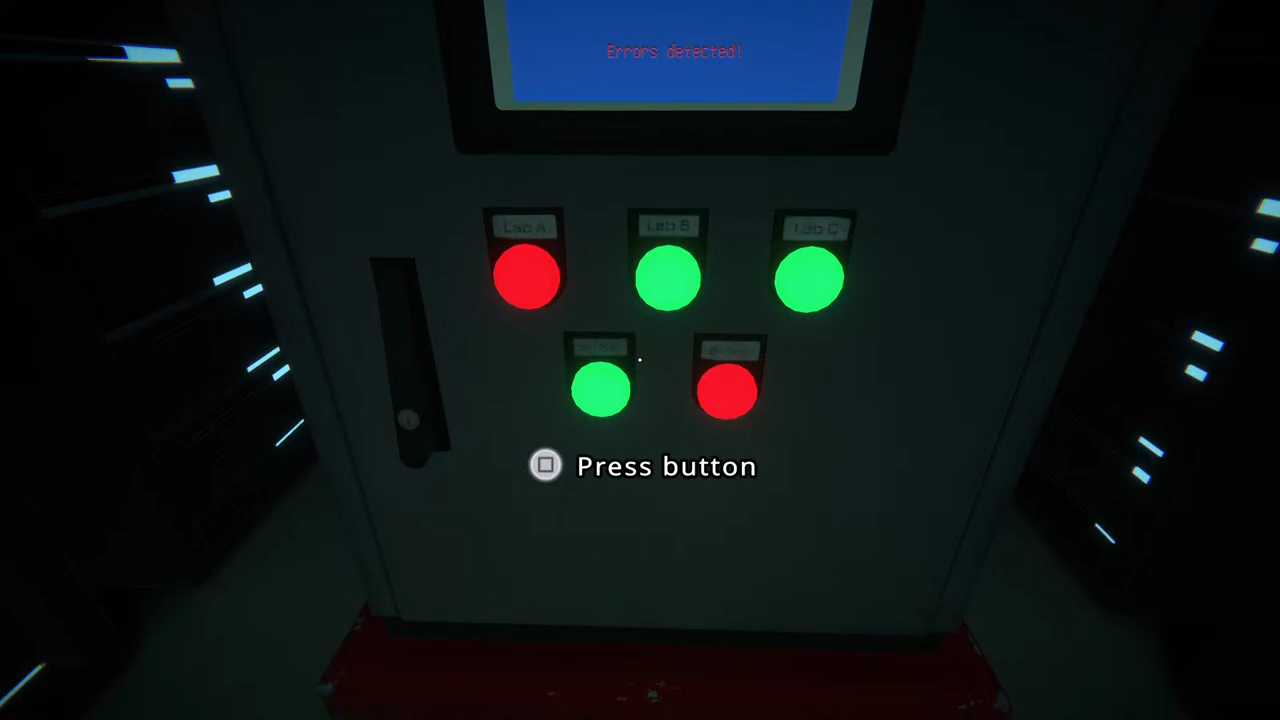 Errors detected!
Lab A
Lab B
Lab C
Press button